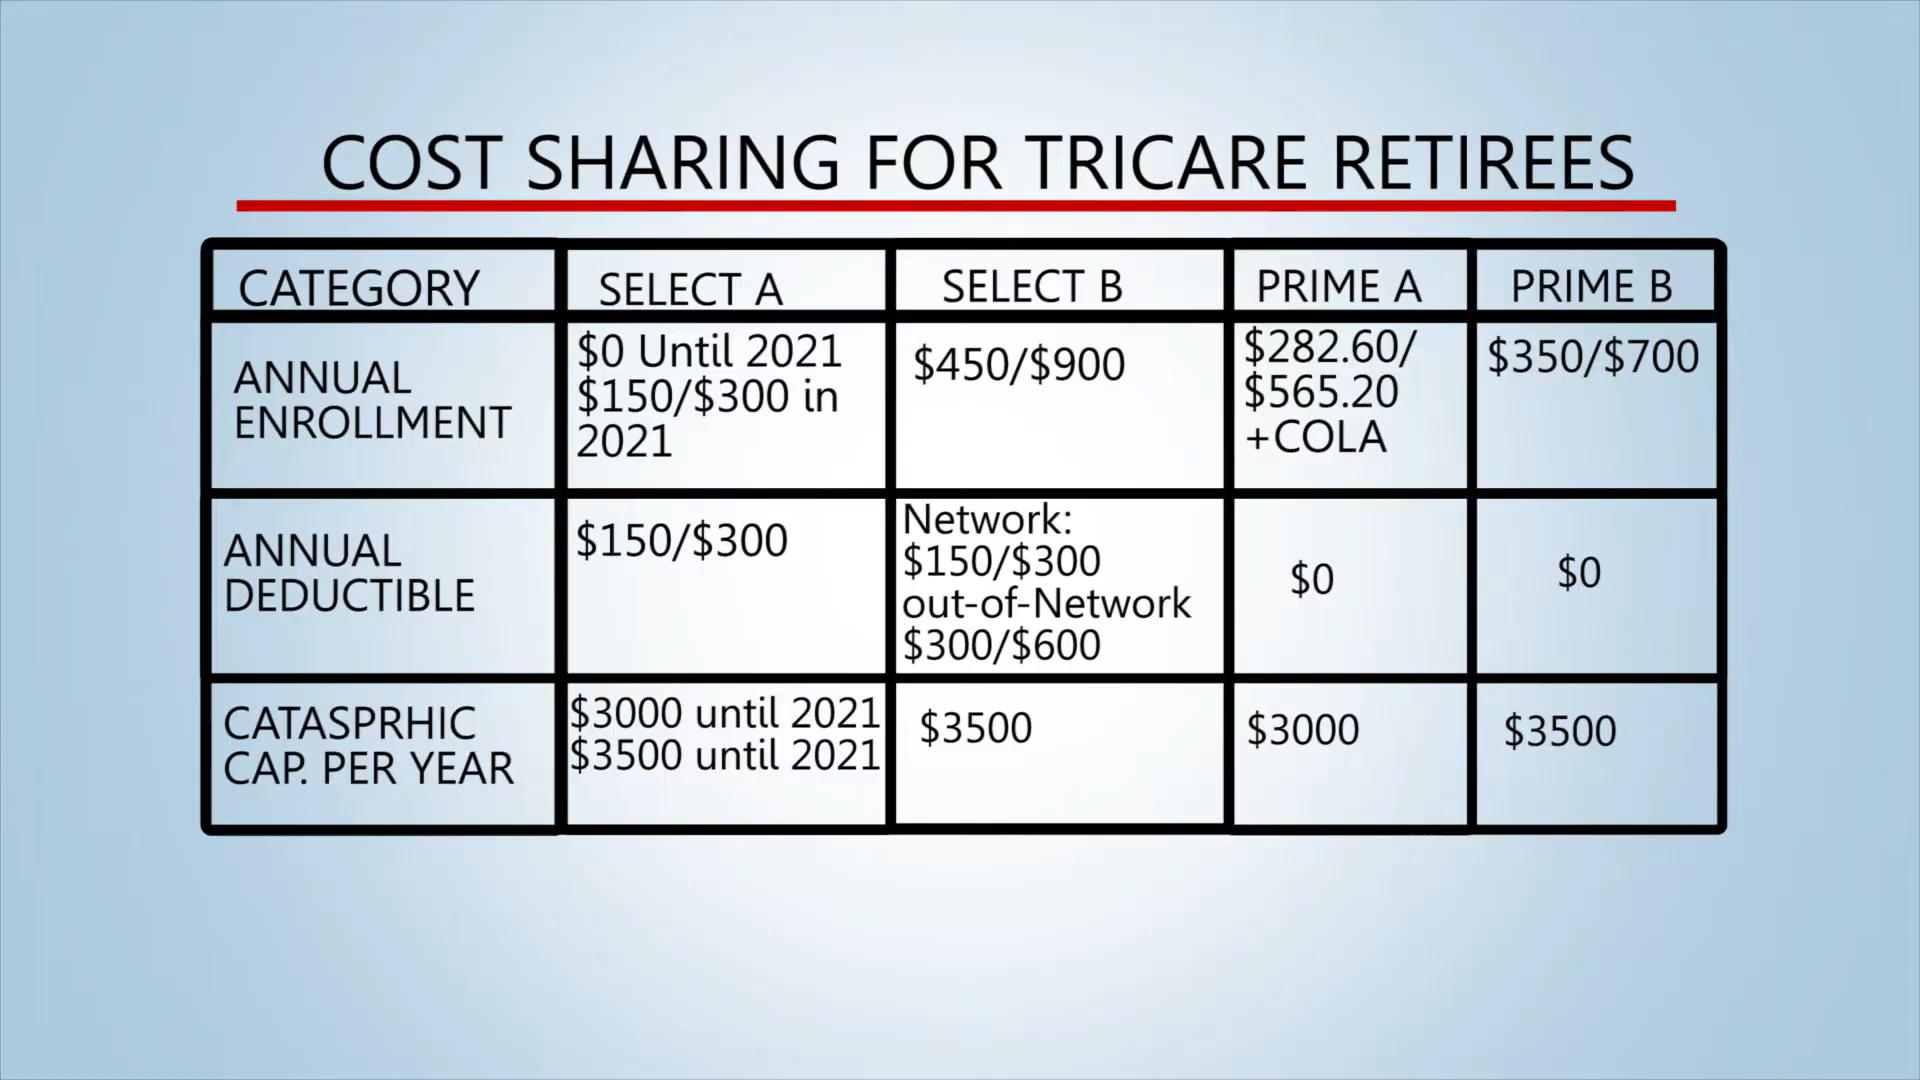 COST SHARING FOR TRICARE RETIREES
CATEGORY
SELECT A
SELECT B
PRIME A
PRIME B
ANNUAL
ENROLLMENT
$0 Until 2021
$150/$300 in
2021
$450/$900
$282.60/
$565.20
+COLA
$350/$700
ANNUAL
DEDUCTIBLE
$150/$300
Network:
$150/$300
out-of-Network
$300/$600
$0
$0
CATASPRHIC
CAP. PER YEAR
$3000 until 2021
$3500 until 2021
$3500
$3000
$3500